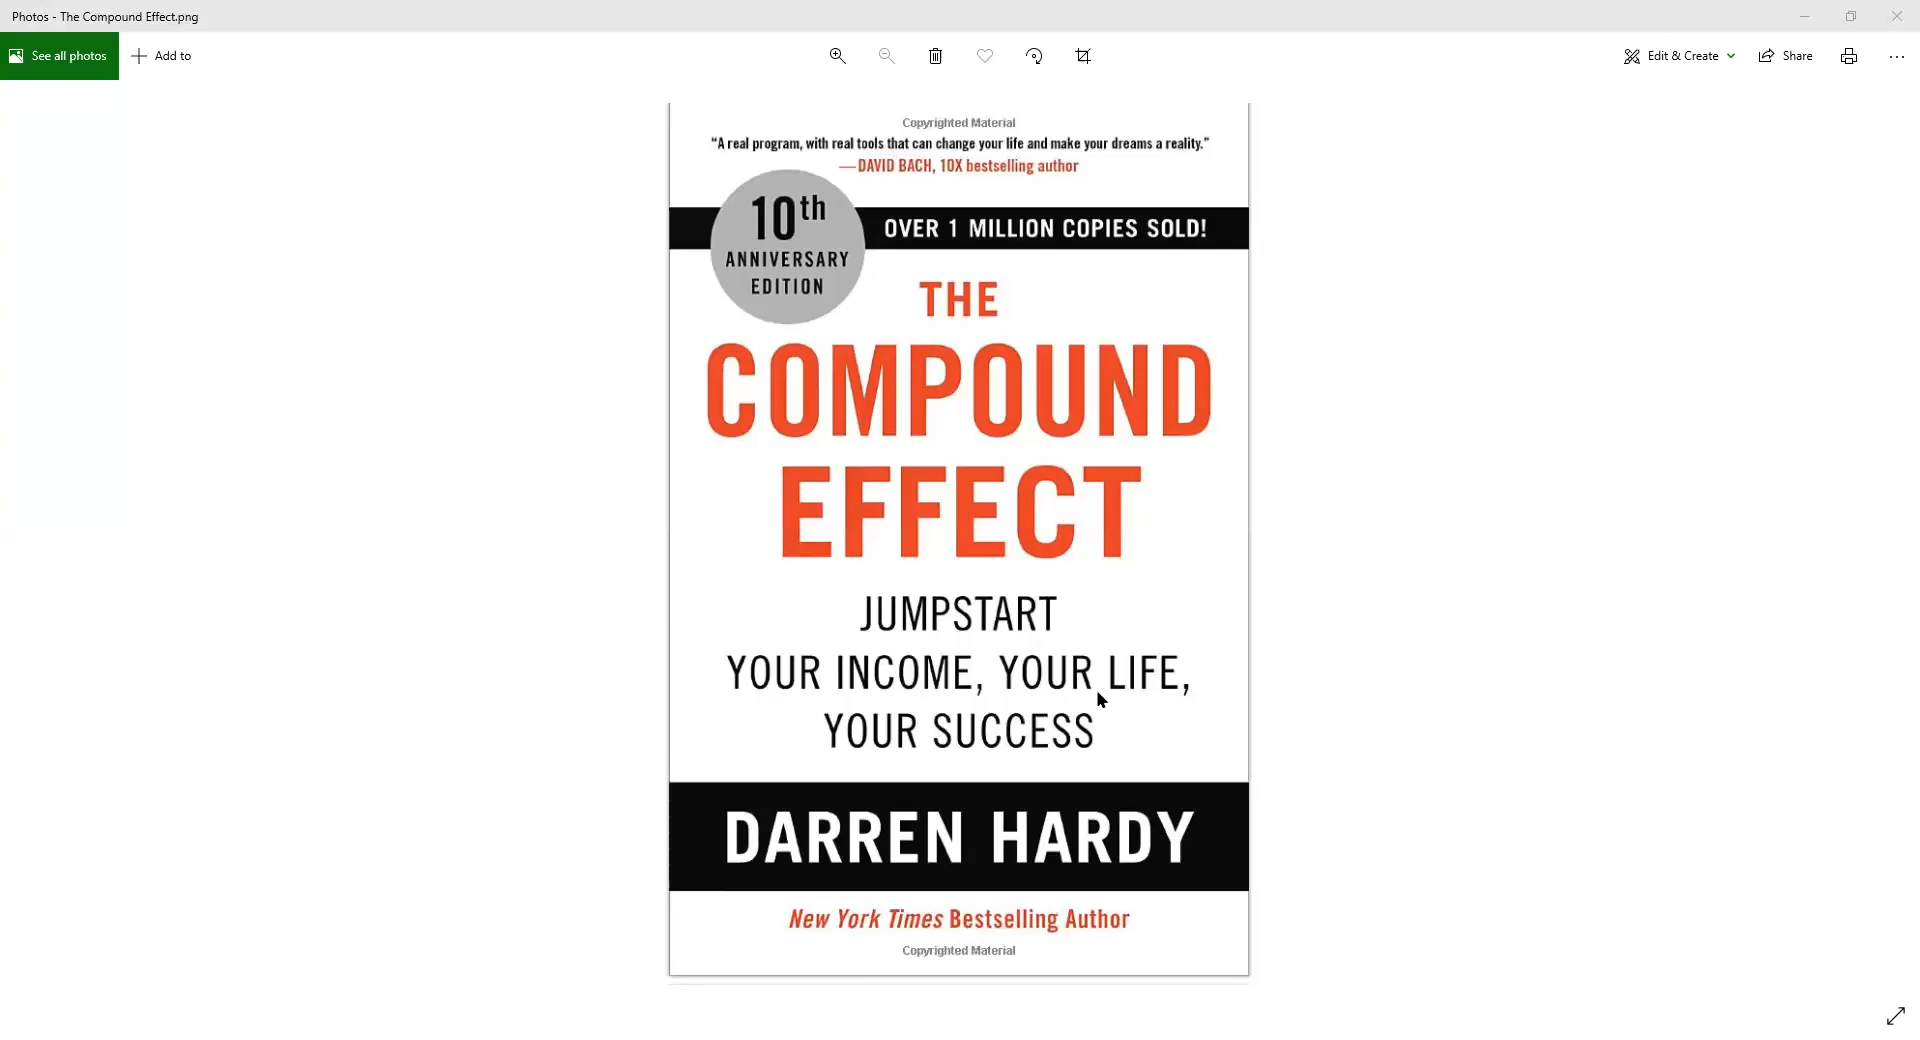 Photos - The Compound Effect.png
See all photos
Add to
Edit & Create
Share
Copyrighted Material
“A real program, with real tools that can change your life and make your dreams a reality.”
—DAVID BACH, 10X bestselling author
10th
ANNIVERSARY
EDITION
OVER 1 MILLION COPIES SOLD!
THE
COMPOUND
EFFECT
JUMPSTART
YOUR INCOME, YOUR LIFE,
YOUR SUCCESS
DARREN HARDY
New York Times Bestselling Author
Copyrighted Material